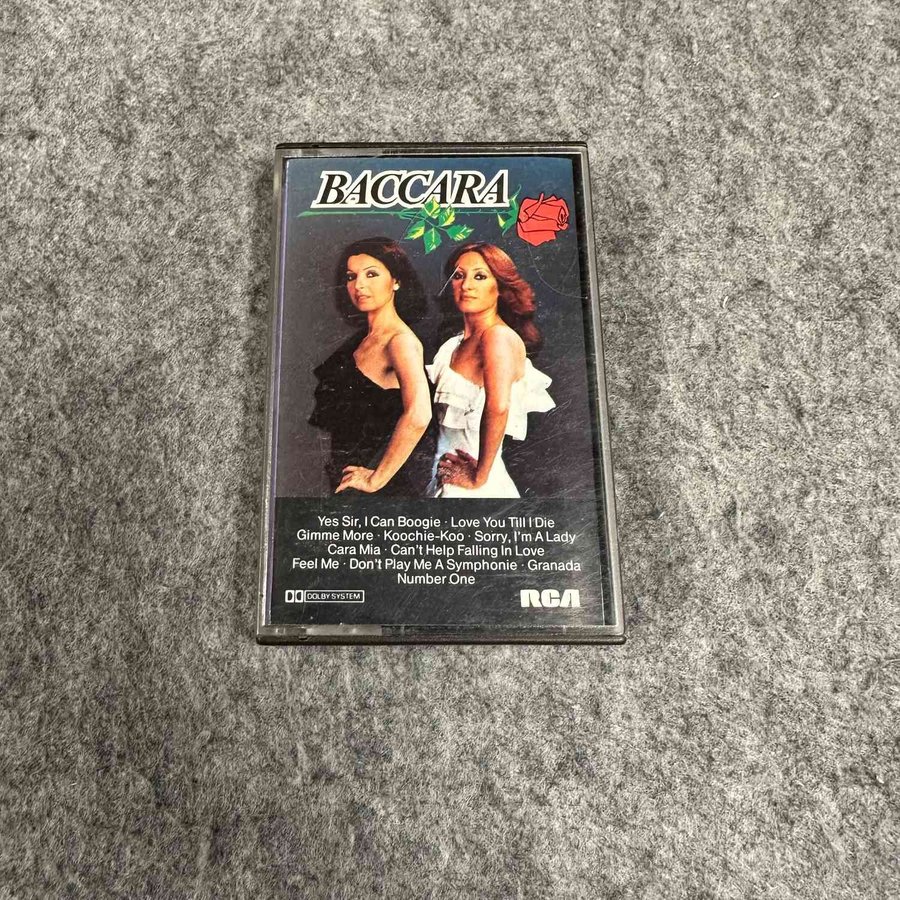 BACCARA
Yes Sir, I Can Boogie · Love You Till I Die
Gimme More · Koochie-Koo · Sorry, I'm A Lady
Cara Mia · Can't Help Falling In Love
Feel Me · Don't Play Me A Symphonie · Granada
Number One
DOLBY SYSTEM
RCA